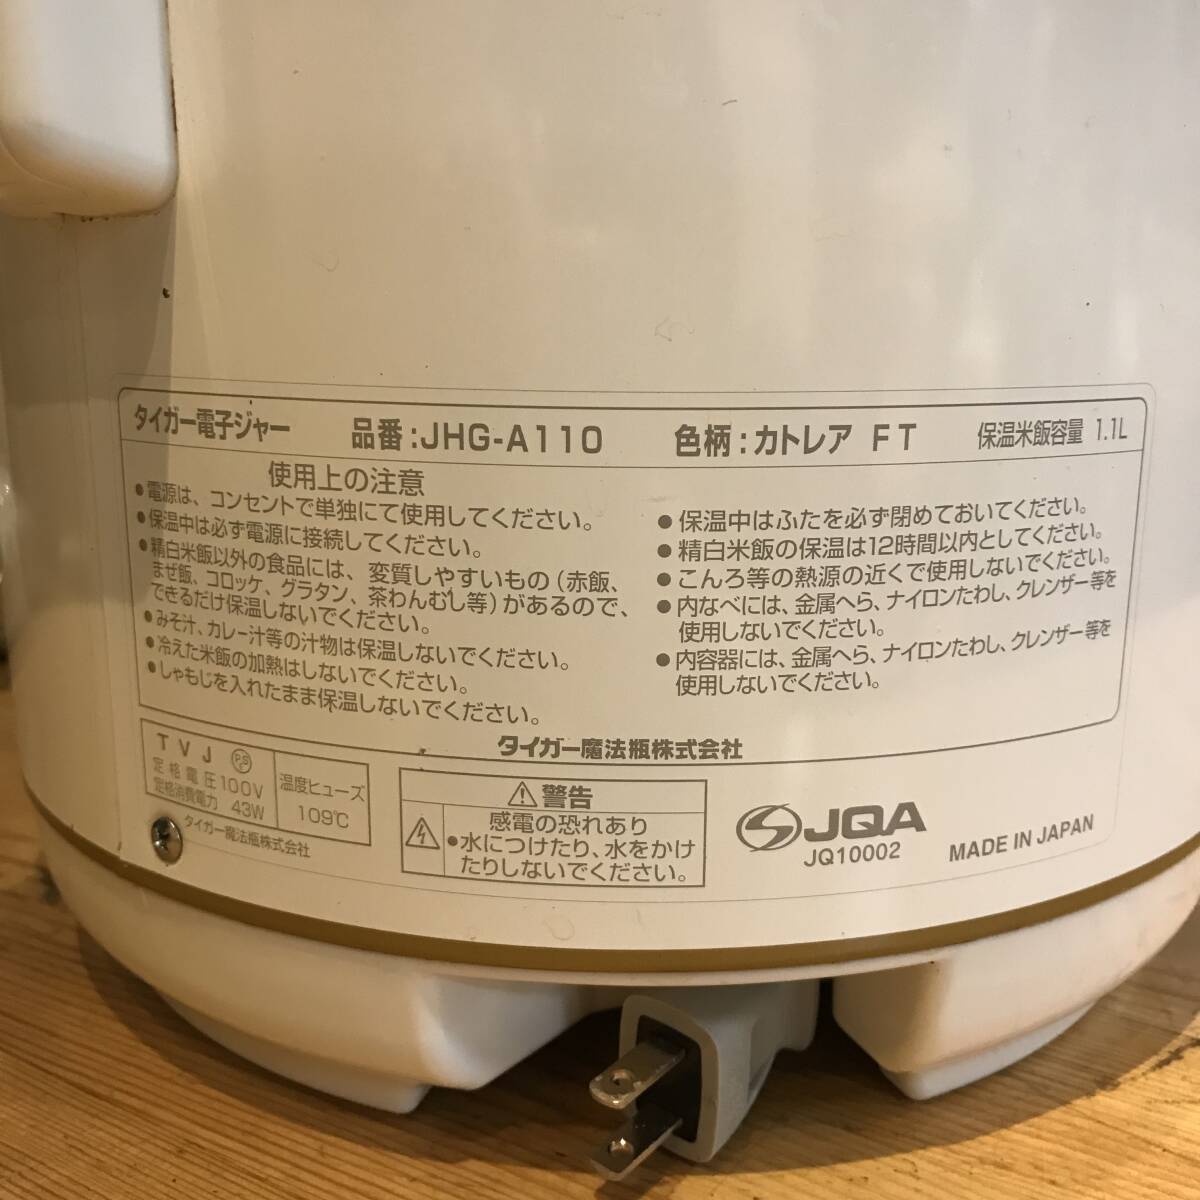 タイガー電子ジャー 品番:JHG-A110 色柄:カトレア FT 保温米飯容量 1.1L
使用上の注意
●電源は、コンセントで単独にて使用してください。
●保温中は必ず電源に接続してください。
●精白米飯以外の食品には、変質しやすいもの(赤飯、
まぜ飯、コロッケ、グラタン、茶わんむし等)があるので、
できるだけ保温しないでください。
●みそ汁、カレー汁等の汁物は保温しないでください。
●冷えた米飯の加熱はしないでください。
●しゃもじを入れたまま保温しないでください。
●保温中はふたを必ず閉めておいてください。
●精白米飯の保温は12時間以内としてください。
●こんろ等の熱源の近くで使用しないでください。
●内なべには、金属へら、ナイロンたわし、クレンザー等を
使用しないでください。
●内容器には、金属へら、ナイロンたわし、クレンザー等を
使用しないでください。
タイガー魔法瓶株式会社
TVJ PSE
定格電圧 100V
定格消費電力 43W
温度ヒューズ
109℃
タイガー魔法瓶株式会社
⚠警告
感電の恐れあり
●水につけたり、水をかけ
たりしないでください。
JQA
JQ10002
MADE IN JAPAN